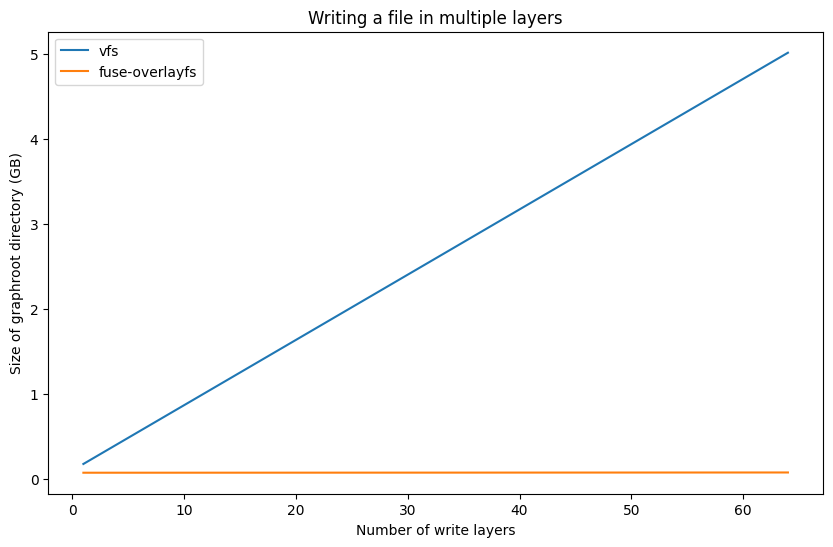 Writing a file in multiple layers
vfs
fuse-overlayfs
Size of graphroot directory (GB)
5
4
3
2
1
0
0 10 20 30 40 50 60
Number of write layers